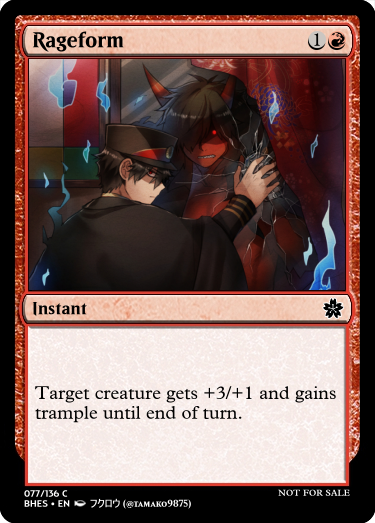 Rageform 1
Instant
Target creature gets +3/+1 and gains
trample until end of turn.
077/136 C
NOT FOR SALE
BHES • EN フクロウ (@TAMAKO9875)